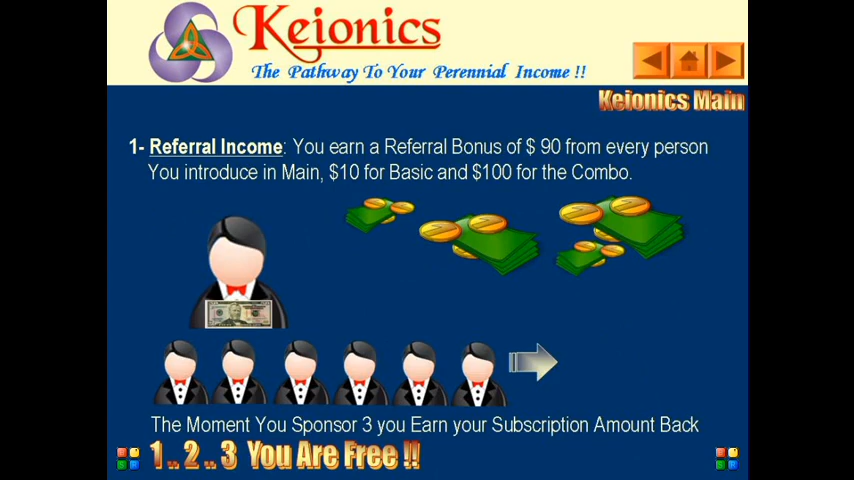 Keionics
The Pathway To Your Perennial Income !!
Keionics Main
1- Referral Income: You earn a Referral Bonus of $ 90 from every person
You introduce in Main, $10 for Basic and $100 for the Combo.
The Moment You Sponsor 3 you Earn your Subscription Amount Back
1 .. 2 .. 3 You Are Free !!